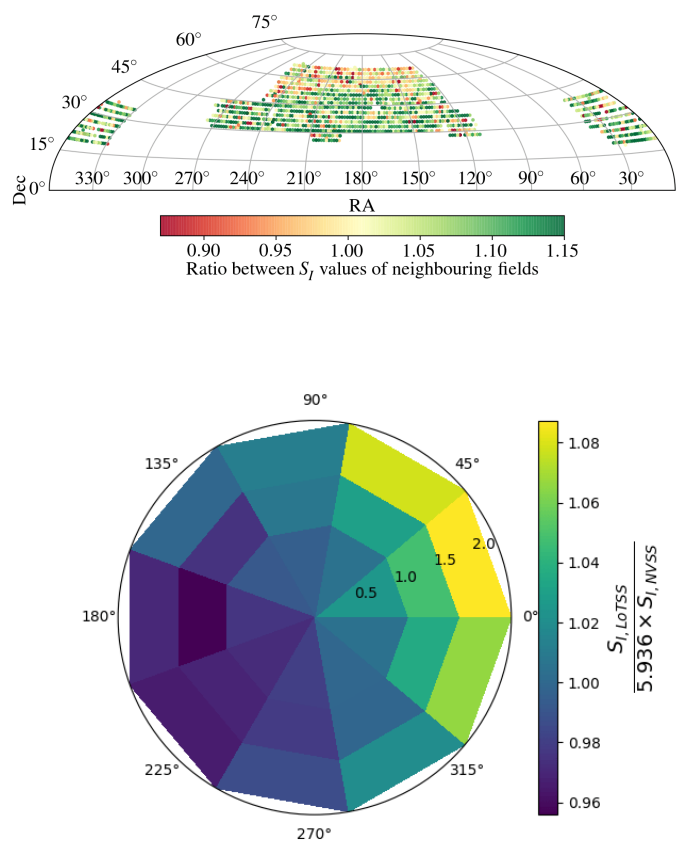 75°
60°
45°
30°
15°
0°
Dec
330° 300° 270° 240° 210° 180° 150° 120° 90° 60° 30°
RA
0.90 0.95 1.00 1.05 1.10 1.15
Ratio between S_I values of neighbouring fields
90°
135° 45°
180° 0°
225° 315°
270°
0.5 1.0 1.5 2.0
1.08
1.06
1.04
1.02
1.00
0.98
0.96
S_{I, LoTSS}
5.936 × S_{I, NVSS}